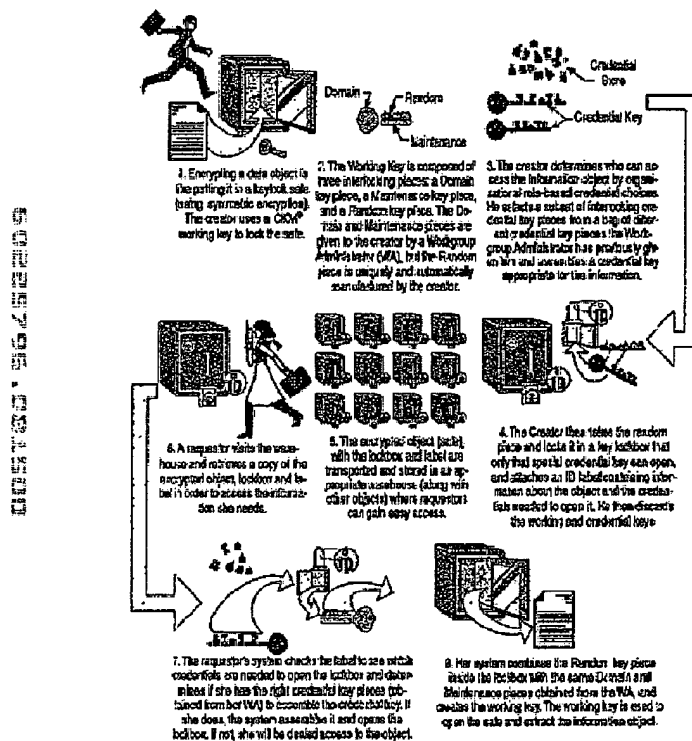 Domain
Random
Maintenance
Credential
Store
Credential Key
1. Encrypting a data object is
like putting it in a keylock safe
(using symmetric encryption).
The creator uses a CKM®
working key to lock the safe.
2. The Working Key is composed of
three interlocking pieces: a Domain
key piece, a Maintenance key piece,
and a Random key piece. The Do-
main and Maintenance pieces are
given to the creator by a Workgroup
Administrator (WA), but the Random
piece is uniquely and automatically
manufactured by the creator.
3. The creator determines who can ac-
cess the information object by organi-
zational role-based credential choices.
He selects a subset of interlocking cre-
dential key pieces from a bag of differ-
ent credential key pieces the Work-
group Administrator has previously giv-
en him and assembles a credential key
appropriate for the information.
4. The Creator then takes the random
piece and locks it in a key lockbox that
only that special credential key can open,
and attaches an ID label containing infor-
mation about the object and the creden-
tials needed to open it. He then discards
the working and credential keys
5. The encrypted object (safe),
with the lockbox and label are
transported and stored in an ap-
propriate warehouse (along with
other objects) where requestors
can gain easy access.
6. A requestor visits the ware-
house and retrieves a copy of the
encrypted object, lockbox and la-
bel in order to access the informa-
tion she needs.
7. The requestor's system checks the label to see which
credentials are needed to open the lockbox and deter-
mines if she has the right credential key pieces (ob-
tained from her WA) to assemble the credential key. If
she does, the system assembles it and opens the
lockbox. If not, she will be denied access to the object.
8. Her system combines the Random key piece
inside the lockbox with the same Domain and
Maintenance pieces obtained from the WA, and
creates the working key. The working key is used to
open the safe and extract the information object.